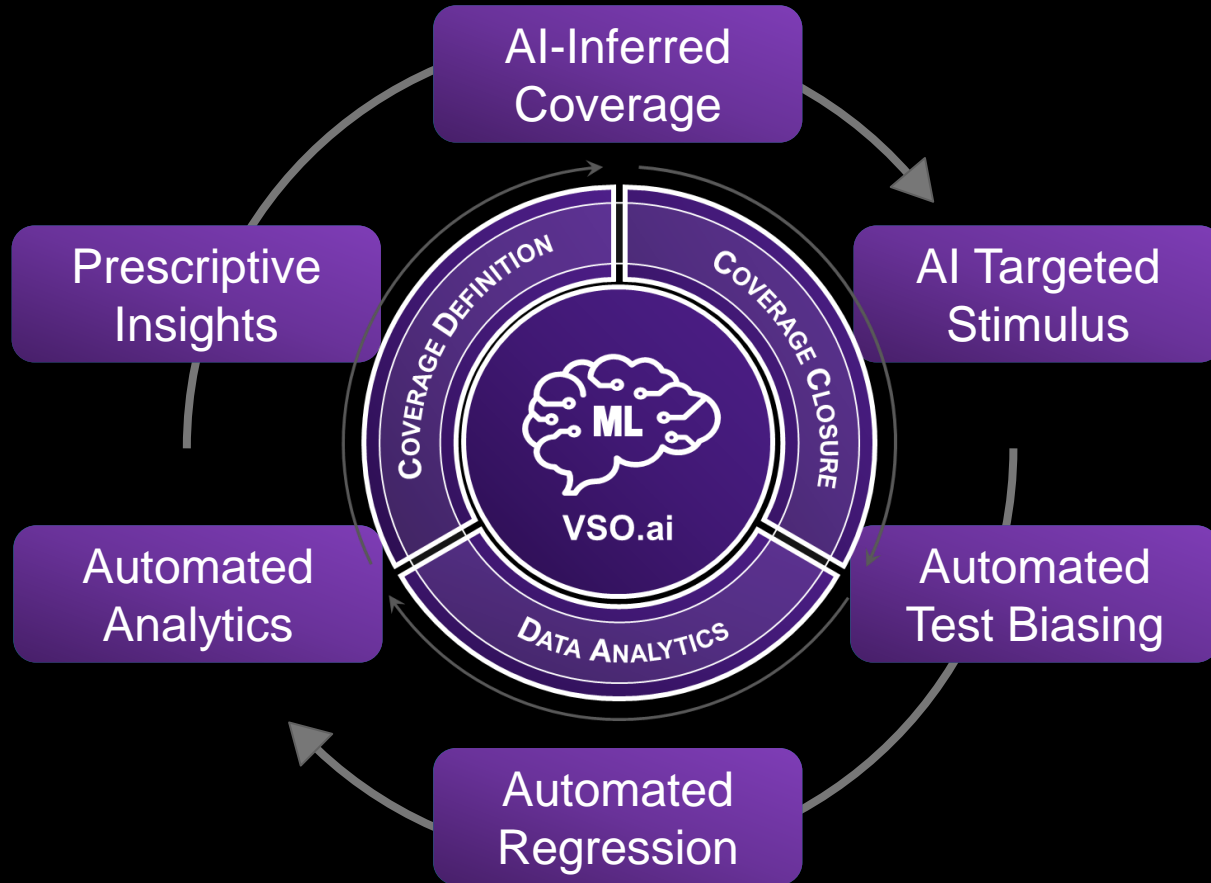 AI-Inferred
Coverage
Prescriptive
Insights
AI Targeted
Stimulus
COVERAGE DEFINITION
COVERAGE CLOSURE
ML
VSO.ai
DATA ANALYTICS
Automated
Analytics
Automated
Test Biasing
Automated
Regression